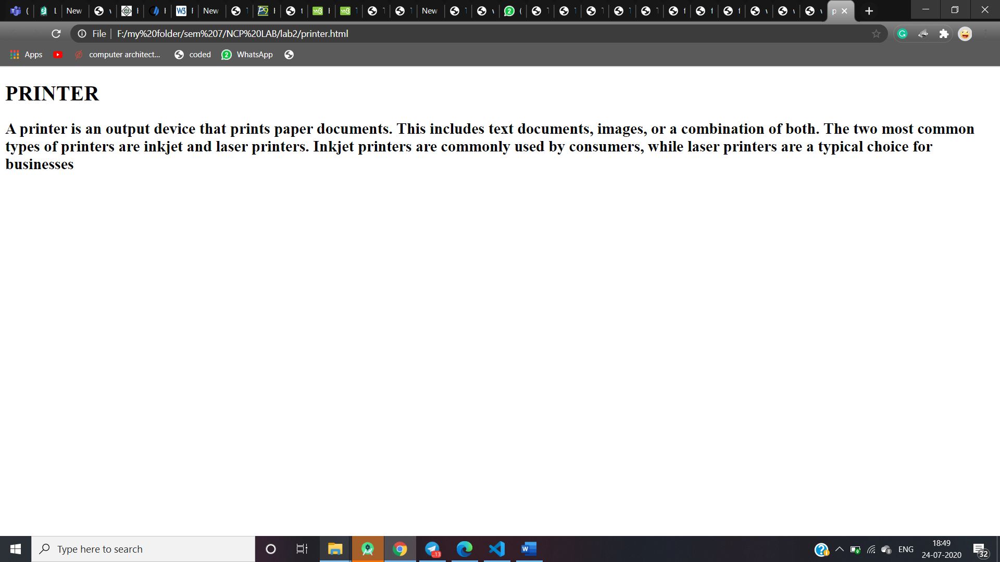 New
New
New
File
F:/my%20folder/sem%207/NCP%20LAB/lab2/printer.html
Apps
computer architect...
coded
2
WhatsApp
PRINTER
A printer is an output device that prints paper documents. This includes text documents, images, or a combination of both. The two most common
types of printers are inkjet and laser printers. Inkjet printers are commonly used by consumers, while laser printers are a typical choice for
businesses
Type here to search
ENG
18:49
24-07-2020
32